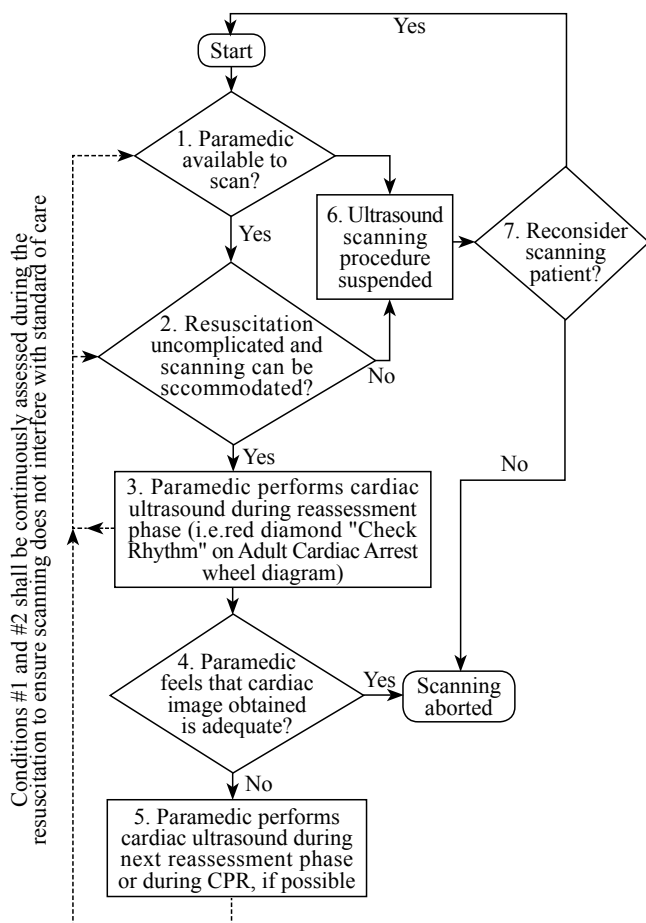 Yes
Start
1. Paramedic
available to
scan?
Yes
6. Ultrasound
scanning
procedure
suspended
7. Reconsider
scanning
patient?
2. Resuscitation
uncomplicated and
scanning can be
sccommodated?
No
Yes
No
3. Paramedic performs cardiac
ultrasound during reassessment
phase (i.e.red diamond "Check
Rhythm" on Adult Cardiac Arrest
wheel diagram)
4. Paramedic
feels that cardiac
image obtained
is adequate?
Yes
Scanning
aborted
No
5. Paramedic performs
cardiac ultrasound during
next reassessment phase
or during CPR, if possible
Conditions #1 and #2 shall be continuously assessed during the
resuscitation to ensure scanning does not interfere with standard of care